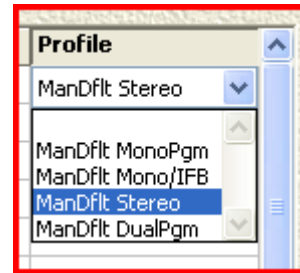 Profile
ManDflt Stereo
ManDflt MonoPgm
ManDflt Mono/IFB
ManDflt Stereo
ManDflt DualPgm